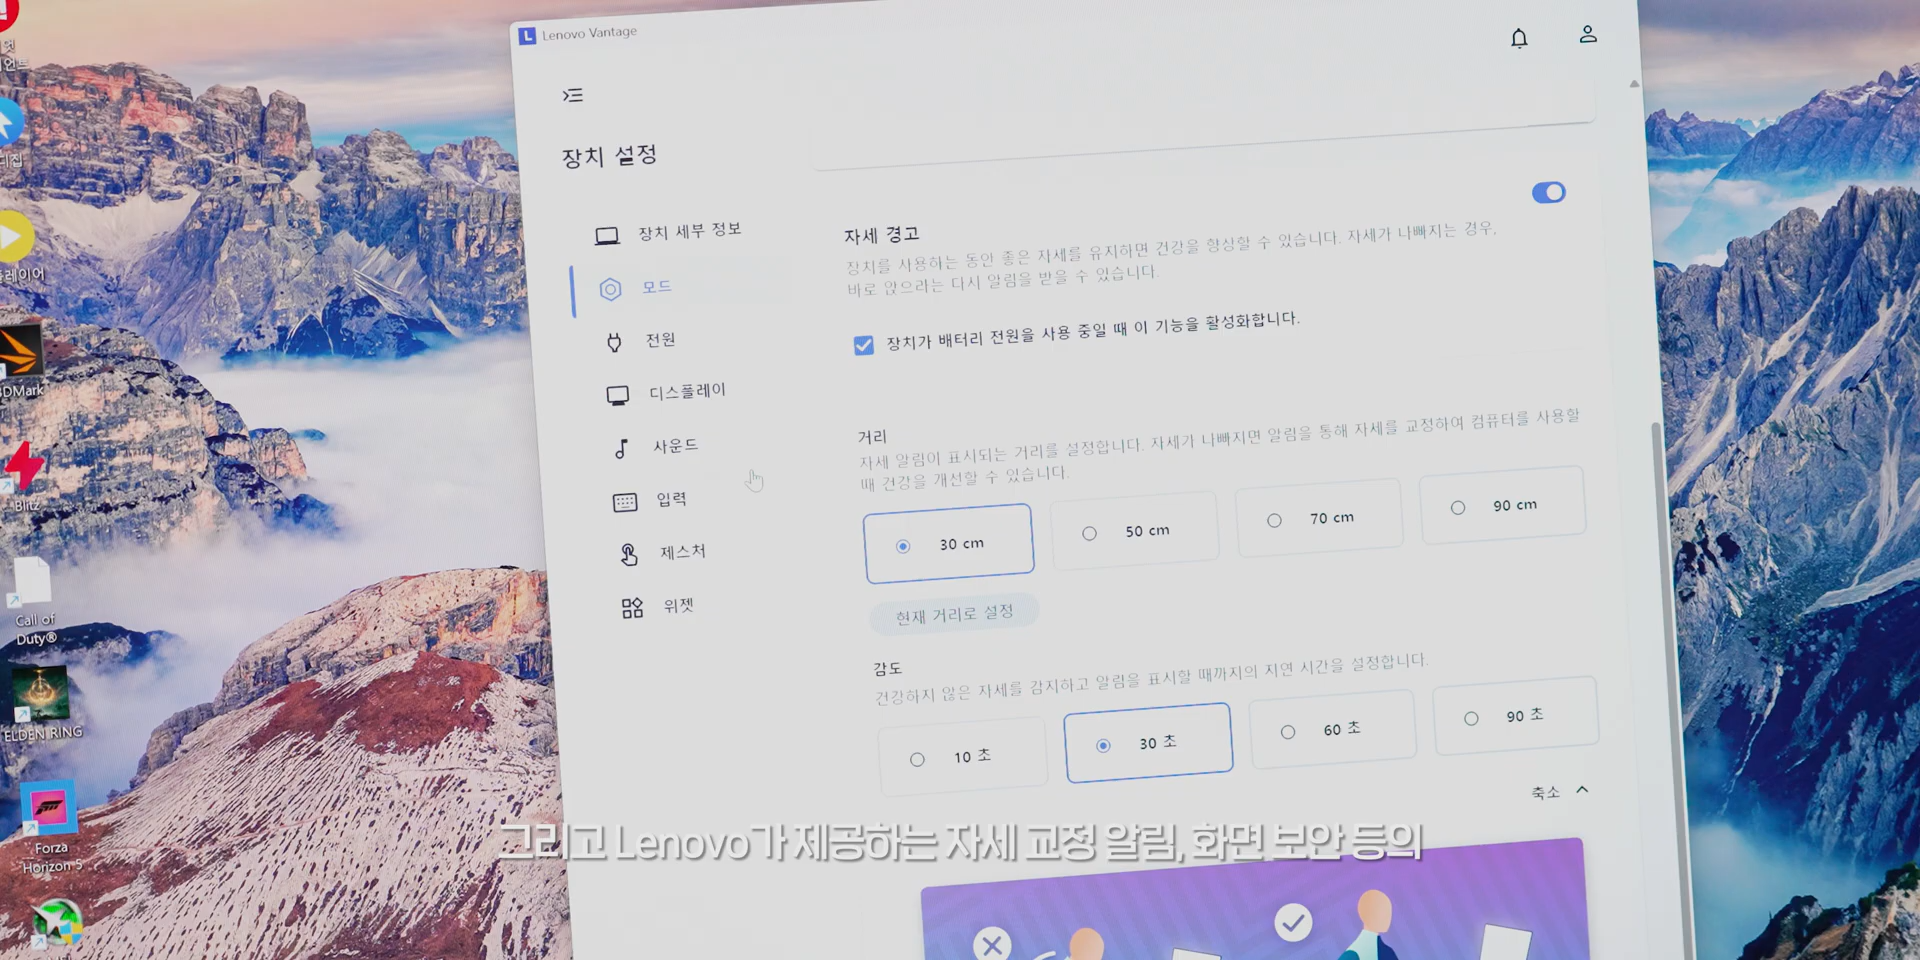 Lenovo Vantage
장치 설정
장치 세부 정보
모드
전원
디스플레이
사운드
입력
제스처
위젯
자세 경고
장치를 사용하는 동안 좋은 자세를 유지하면 건강을 향상할 수 있습니다. 자세가 나빠지는 경우,
바로 앉으라는 다시 알림을 받을 수 있습니다.
장치가 배터리 전원을 사용 중일 때 이 기능을 활성화합니다.
거리
자세 알림이 표시되는 거리를 설정합니다. 자세가 나빠지면 알림을 통해 자세를 교정하여 컴퓨터를 사용할
때 건강을 개선할 수 있습니다.
30 cm
50 cm
70 cm
90 cm
현재 거리로 설정
감도
건강하지 않은 자세를 감지하고 알림을 표시할 때까지의 지연 시간을 설정합니다.
10 초
30 초
60 초
90 초
축소
그리고 Lenovo가 제공하는 자세 교정 알림, 화면 보안 등의
3DMark
Blitz
Call of
Duty®
ELDEN RING
Forza
Horizon 5